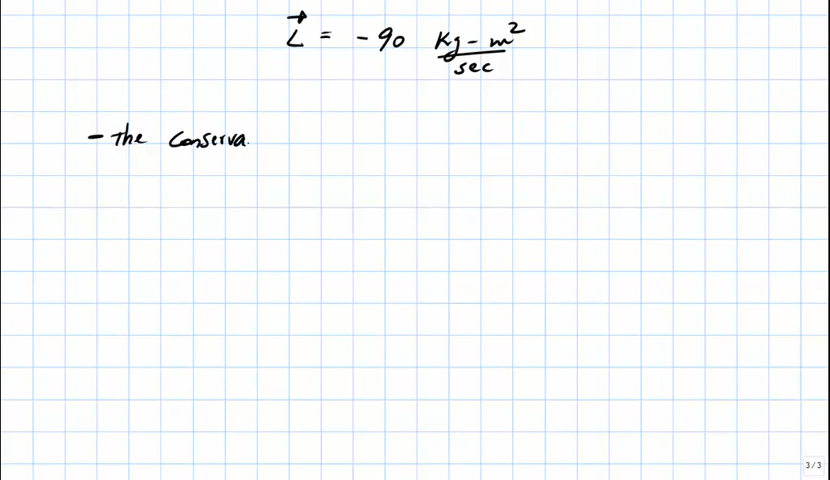 L⃗ = -90 Kg-m²/sec
- The Conserva
3/3